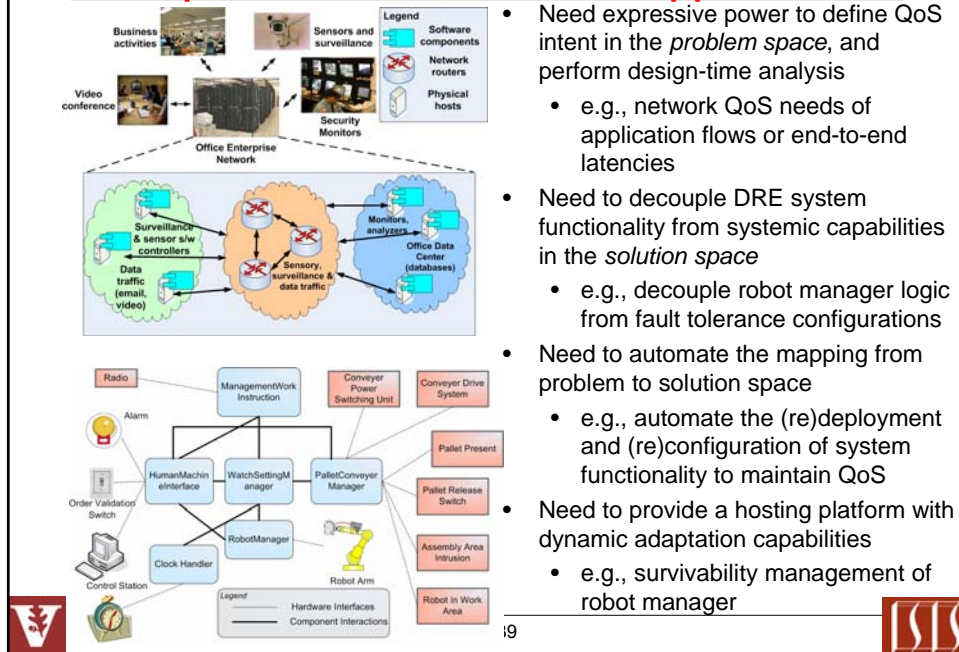 • Need expressive power to define QoS
intent in the problem space, and
perform design-time analysis
• e.g., network QoS needs of
application flows or end-to-end
latencies
• Need to decouple DRE system
functionality from systemic capabilities
in the solution space
• e.g., decouple robot manager logic
from fault tolerance configurations
• Need to automate the mapping from
problem to solution space
• e.g., automate the (re)deployment
and (re)configuration of system
functionality to maintain QoS
• Need to provide a hosting platform with
dynamic adaptation capabilities
• e.g., survivability management of
robot manager
Business
activities
Sensors and
surveillance
Legend
Software
components
Network
routers
Physical
hosts
Video
conference
Security
Monitors
Office Enterprise
Network
Surveillance
& sensor s/w
controllers
Data
traffic
(email,
video)
Sensory,
surveillance &
data traffic
Monitors,
analyzers
Office Data
Center
(databases)
Radio
ManagementWork
Instruction
Conveyer
Power
Switching Unit
Conveyer Drive
System
Alarm
Pallet Present
HumanMachin
eInterface
WatchSettingM
anager
PalletConveyer
Manager
Order Validation
Switch
Pallet Release
Switch
RobotManager
Clock Handler
Assembly Area
Intrusion
Control Station
Robot Arm
Legend
Hardware Interfaces
Component Interactions
Robot In Work
Area
39
V
ISIS